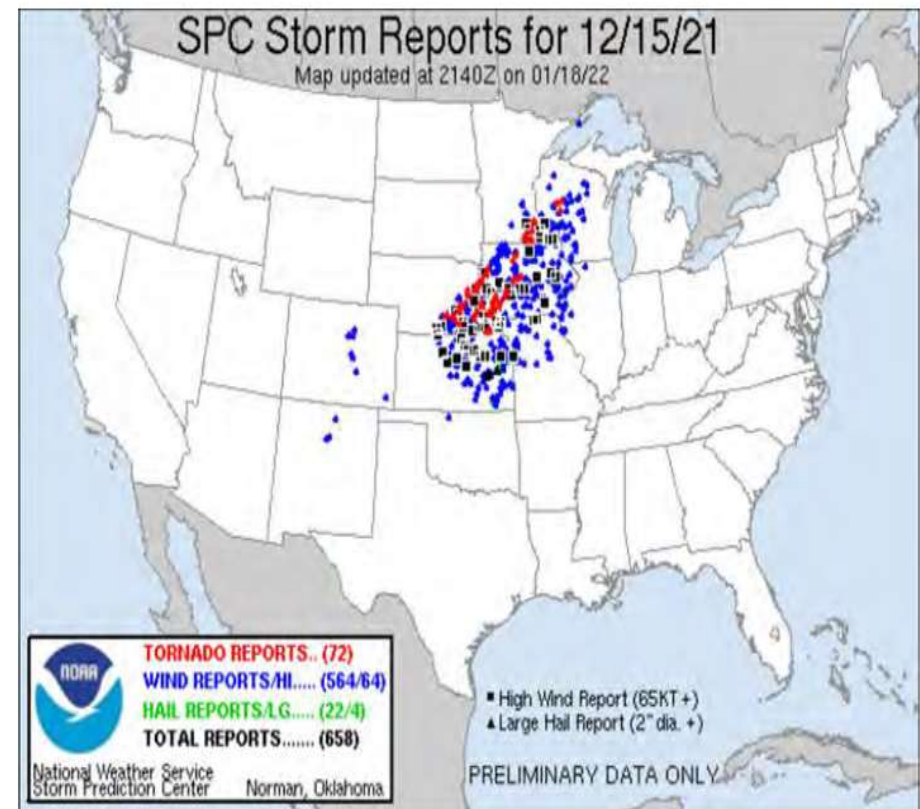 SPC Storm Reports for 12/15/21
Map updated at 2140Z on 01/18/22
NOAA
TORNADO REPORTS.. (72)
WIND REPORTS/HI..... (564/64)
HAIL REPORTS/LG..... (22/4)
TOTAL REPORTS....... (658)
National Weather Service
Storm Prediction Center Norman, Oklahoma
High Wind Report (65KT +)
Large Hail Report (2" dia. +)
PRELIMINARY DATA ONLY